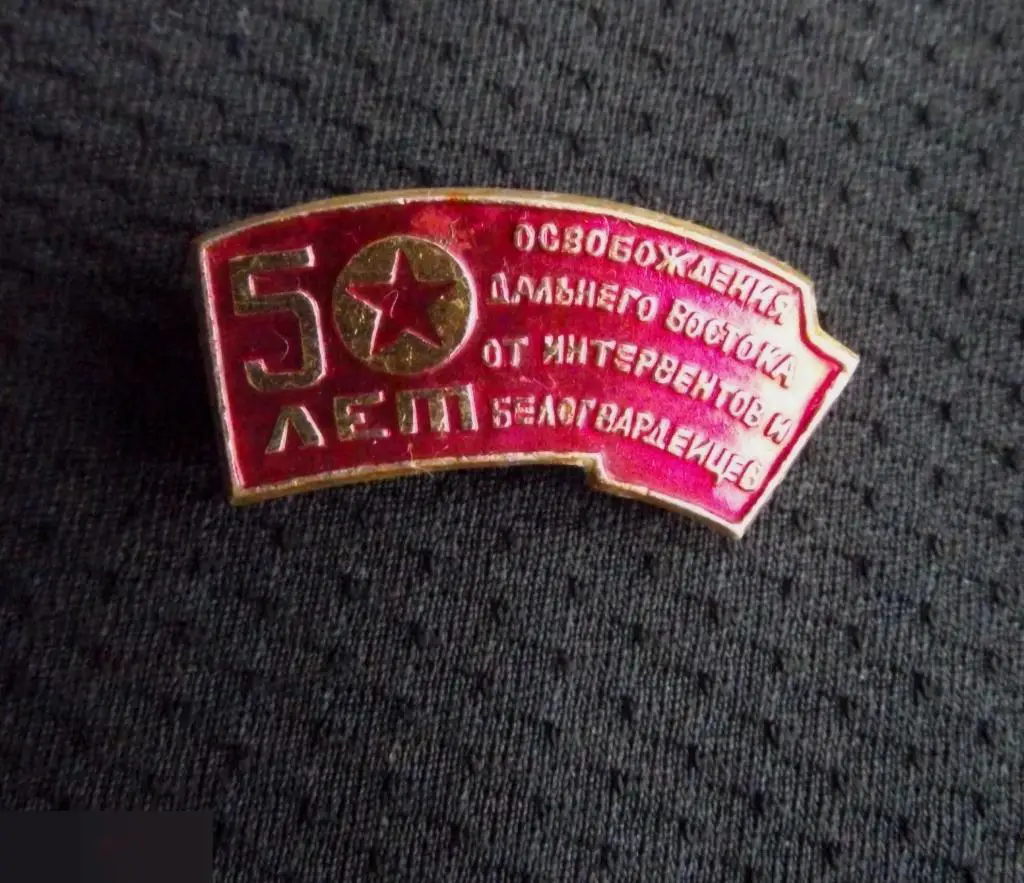 50
ЛЕТ
ОСВОБОЖДЕНИЯ
ДАЛЬНЕГО ВОСТОКА
ОТ ИНТЕРВЕНТОВ И
БЕЛОГВАРДЕЙЦЕВ